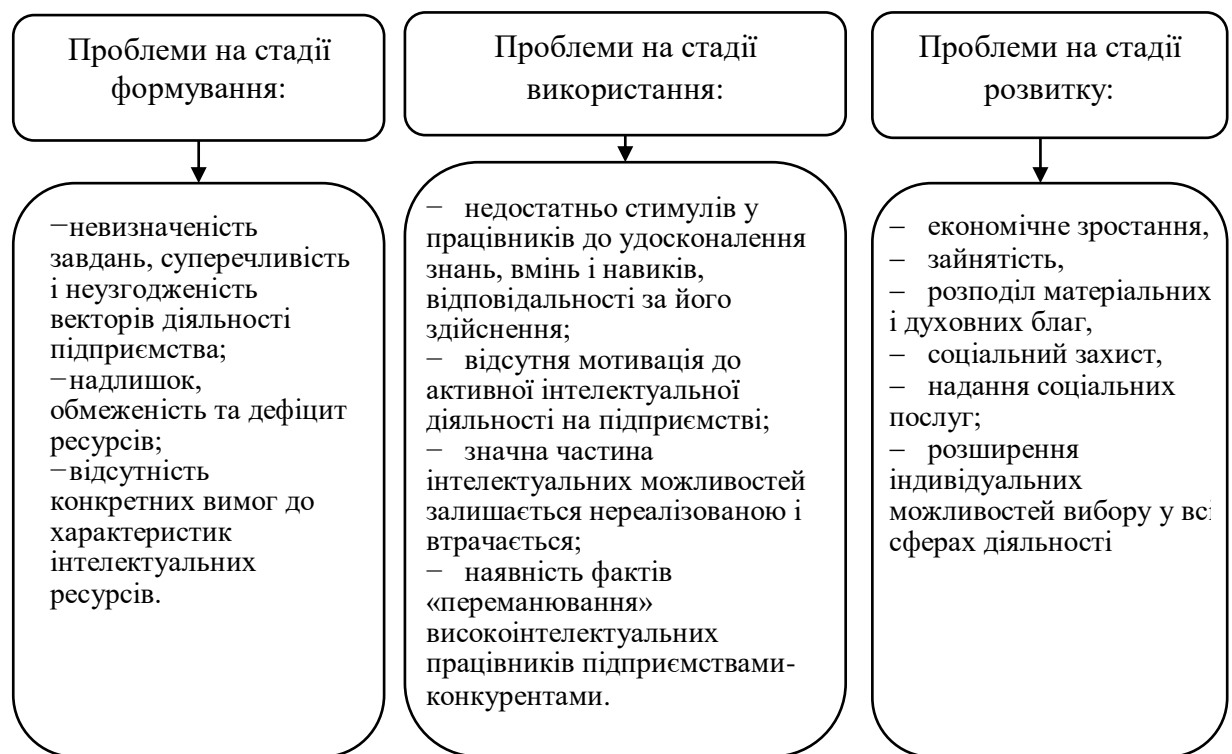 Проблеми на стадії
формування:
−невизначеність
завдань, суперечливість
і неузгодженість
векторів діяльності
підприємства;
−надлишок,
обмеженість та дефіцит
ресурсів;
−відсутність
конкретних вимог до
характеристик
інтелектуальних
ресурсів.
Проблеми на стадії
використання:
− недостатньо стимулів у
працівників до удосконалення
знань, вмінь і навиків,
відповідальності за його
здійснення;
− відсутня мотивація до
активної інтелектуальної
діяльності на підприємстві;
− значна частина
інтелектуальних можливостей
залишається нереалізованою і
втрачається;
− наявність фактів
«переманювання»
високоінтелектуальних
працівників підприємствами-
конкурентами.
Проблеми на стадії
розвитку:
– економічне зростання,
– зайнятість,
– розподіл матеріальних
і духовних благ,
– соціальний захист,
– надання соціальних
послуг;
– розширення
індивідуальних
можливостей вибору у всі
сферах діяльності